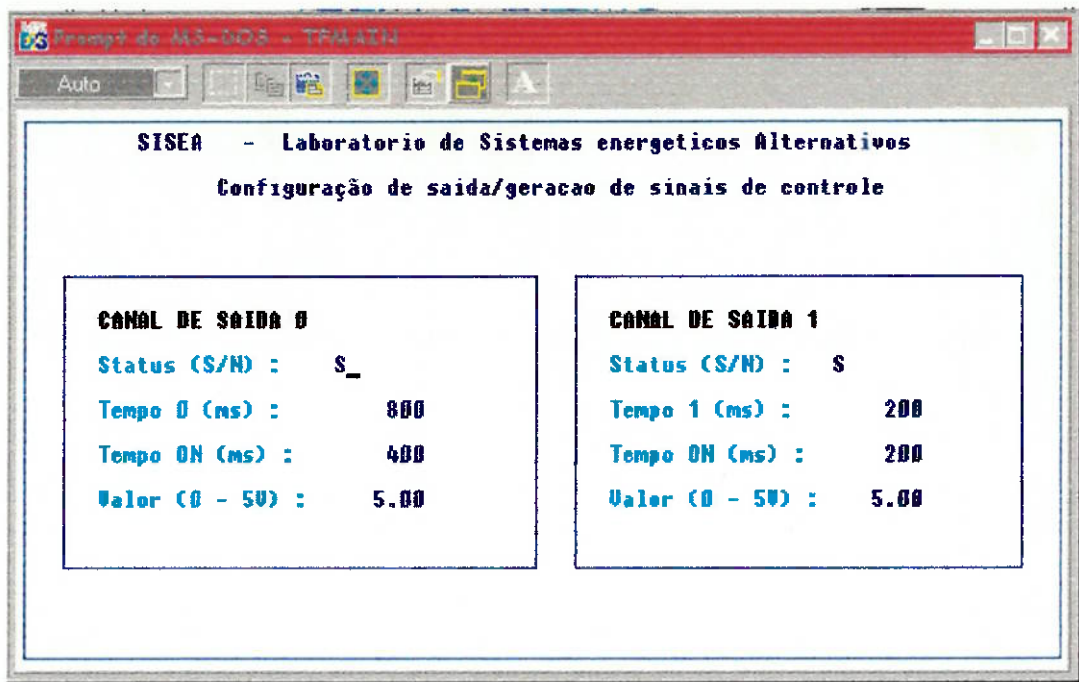 Prompt do MS-DOS - TFMAIN
Auto
A
SISEA - Laboratorio de Sistemas energeticos Alternativos
Configuração de saida/geracao de sinais de controle
CANAL DE SAIDA 0
Status (S/N) : S_
Tempo 0 (ms) : 800
Tempo ON (ms) : 400
Valor (0 - 5V) : 5.00
CANAL DE SAIDA 1
Status (S/N) : S
Tempo 1 (ms) : 200
Tempo ON (ms) : 200
Valor (0 - 5V) : 5.00